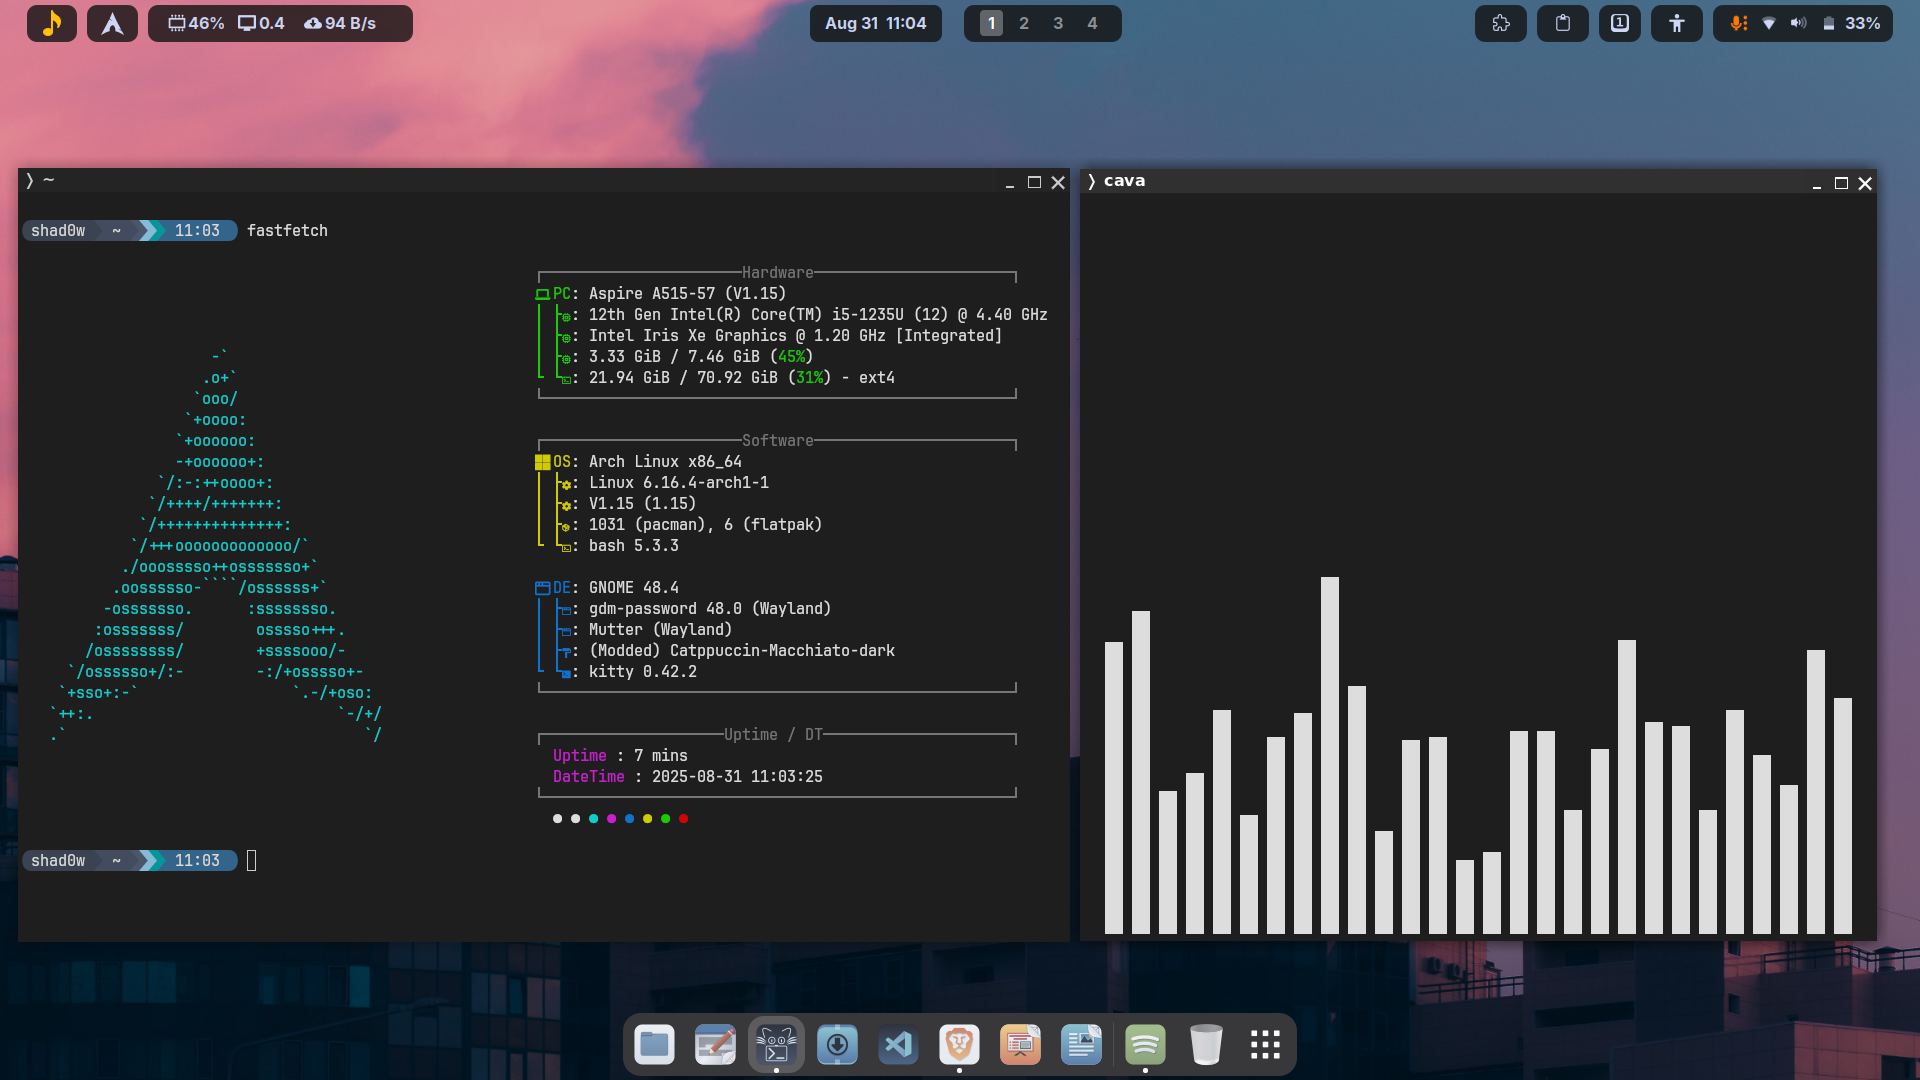 46% 0.4 94 B/s
Aug 31 11:04
1 2 3 4
1
33%
❭ ~
shad0w ~ 11:03 fastfetch
Hardware
PC: Aspire A515-57 (V1.15)
: 12th Gen Intel(R) Core(TM) i5-1235U (12) @ 4.40 GHz
: Intel Iris Xe Graphics @ 1.20 GHz [Integrated]
: 3.33 GiB / 7.46 GiB (45%)
: 21.94 GiB / 70.92 GiB (31%) - ext4
Software
OS: Arch Linux x86_64
: Linux 6.16.4-arch1-1
: V1.15 (1.15)
: 1031 (pacman), 6 (flatpak)
: bash 5.3.3
DE: GNOME 48.4
: gdm-password 48.0 (Wayland)
: Mutter (Wayland)
: (Modded) Catppuccin-Macchiato-dark
: kitty 0.42.2
Uptime / DT
Uptime : 7 mins
DateTime : 2025-08-31 11:03:25
-`
.o+`
`ooo/
`+oooo:
`+oooooo:
-+oooooo+:
`/:-:++oooo+:
`/++++/+++++++:
`/++++++++++++++:
`/+++ooooooooooooo/`
./ooosssso++osssssso+`
.oossssso-````/ossssss+`
-osssssso. :ssssssso.
:osssssss/ osssso+++.
/ossssssss/ +ssssooo/-
`/ossssso+/:- -:/+osssso+-
`+sso+:-` `.-/+oso:
`++:. `-/+/
.` `/
shad0w ~ 11:03
❭ cava